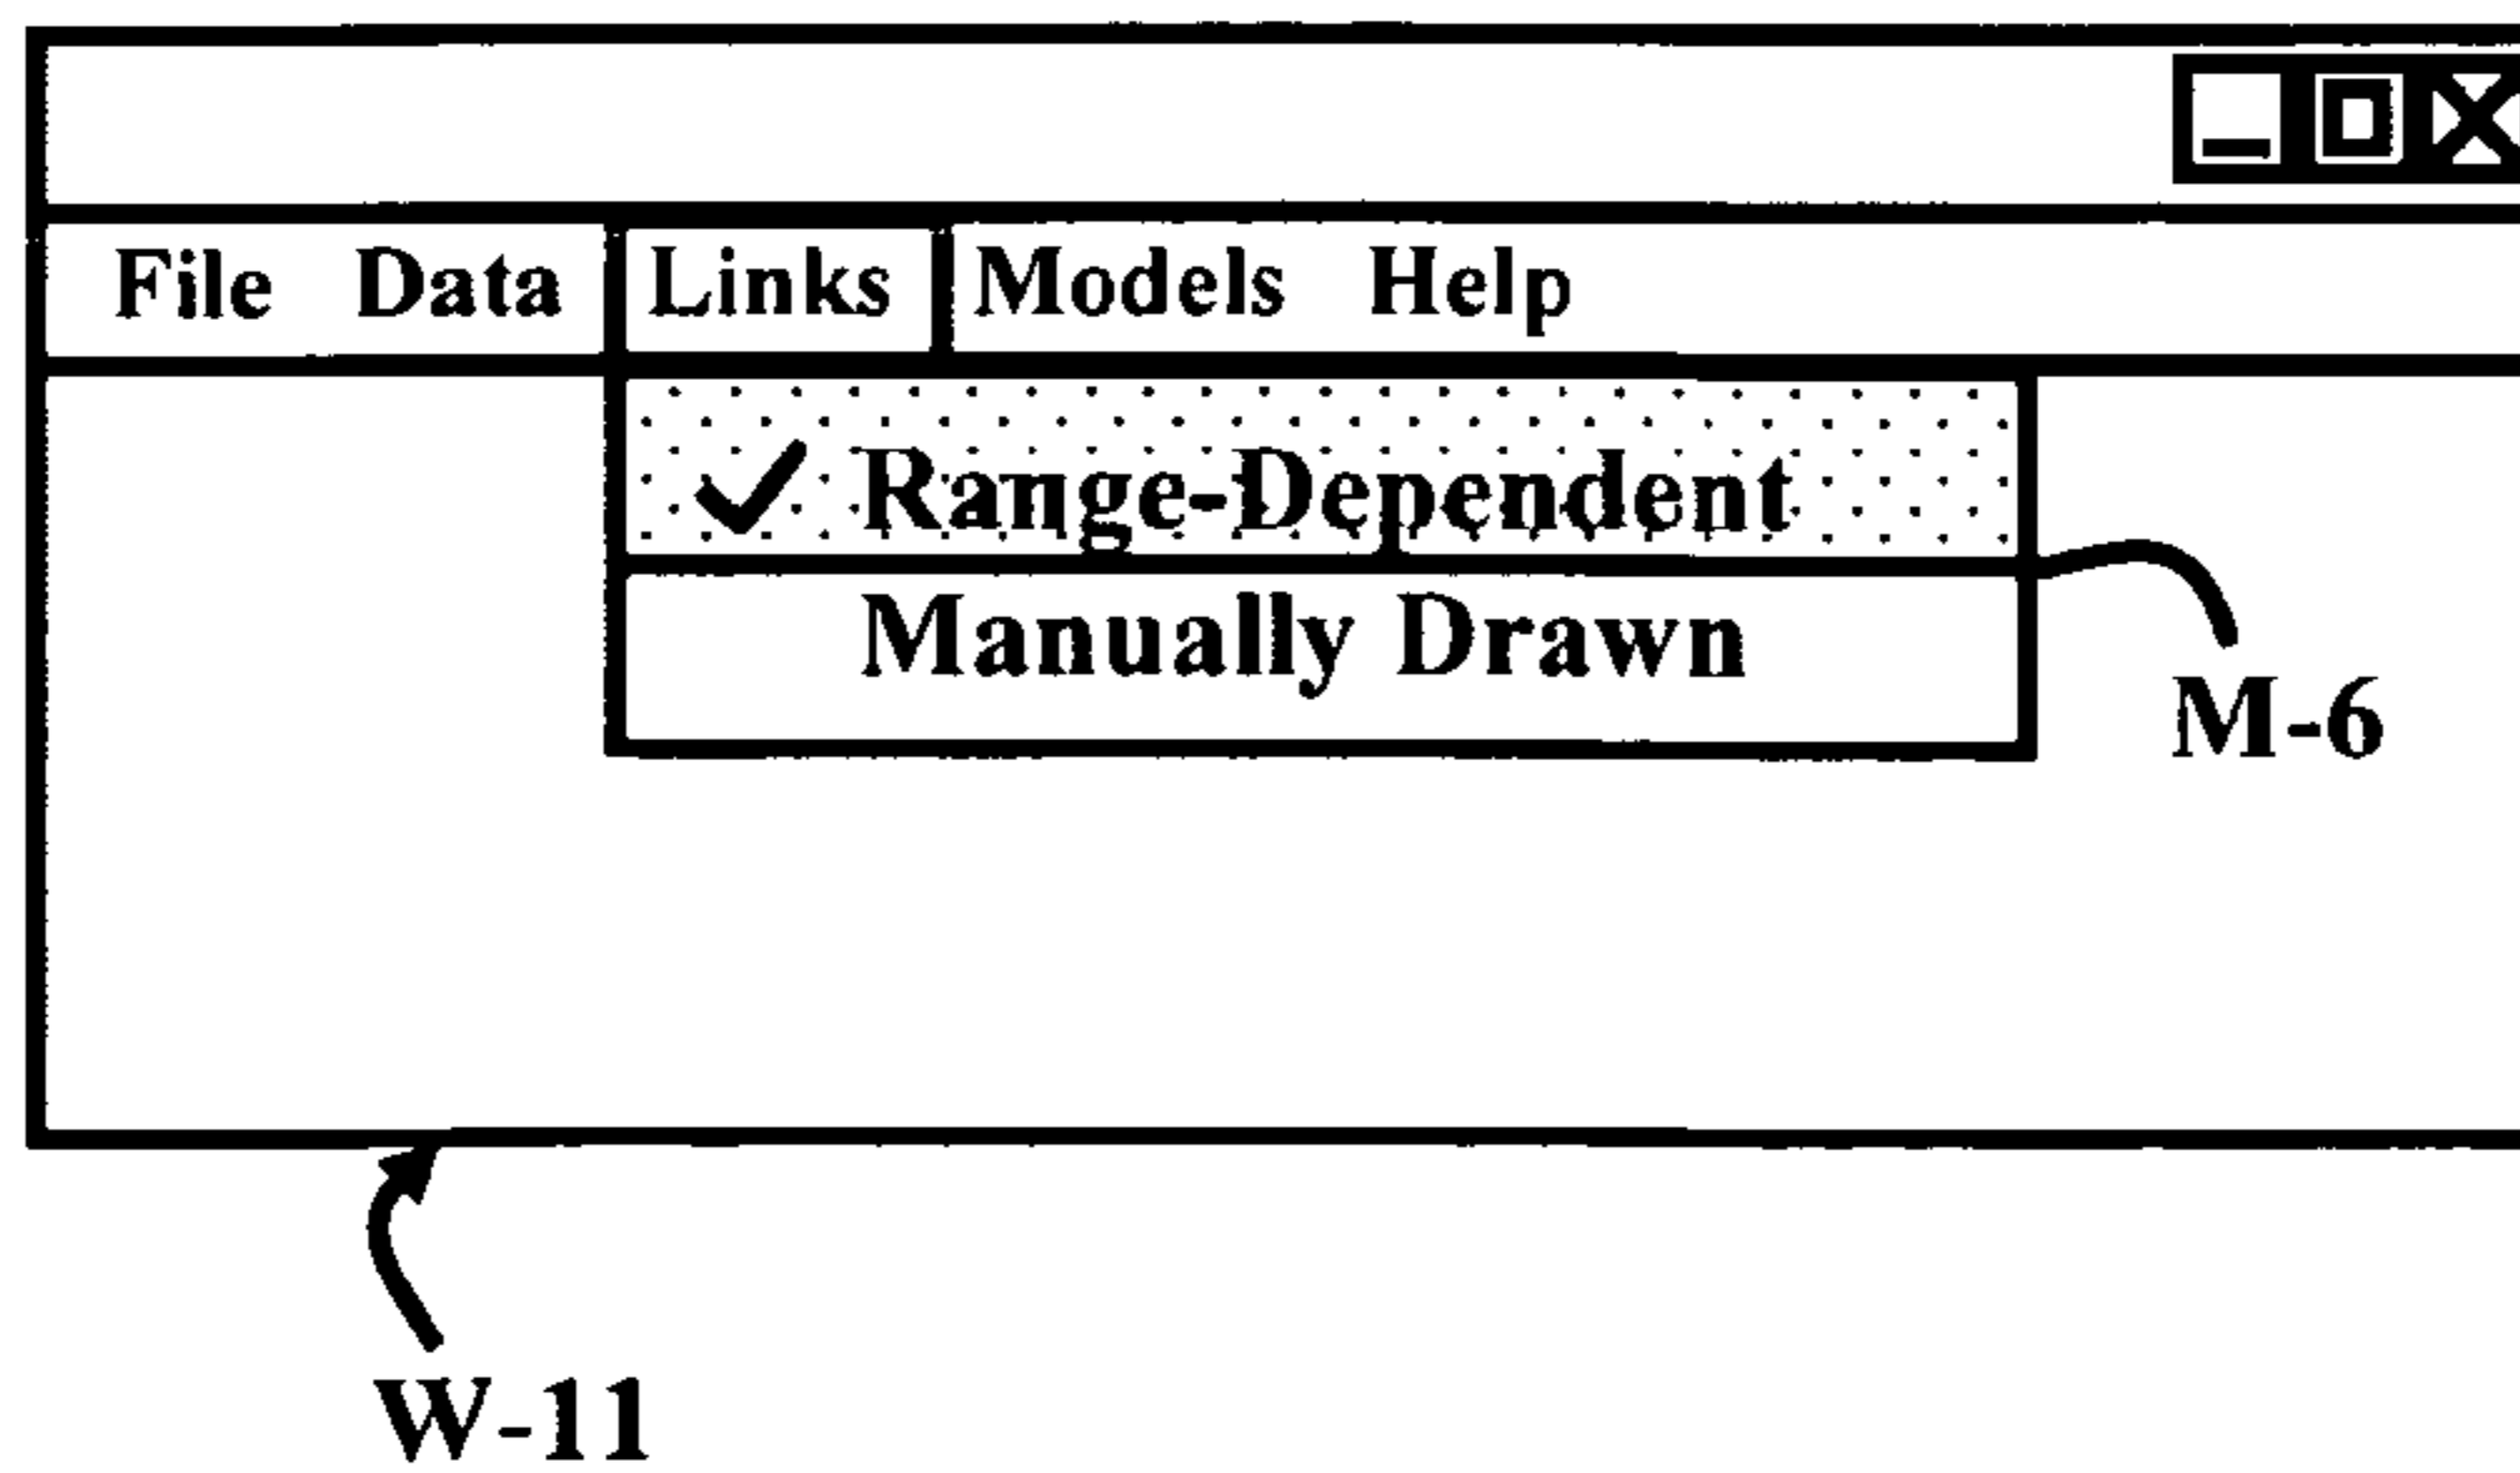 File Data Links Models Help
✓ Range-Dependent
Manually Drawn
M-6
W-11